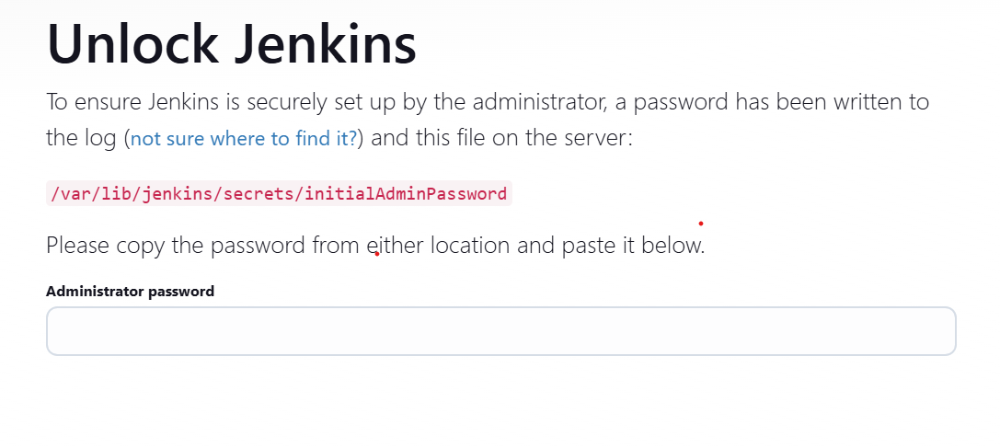 Unlock Jenkins
To ensure Jenkins is securely set up by the administrator, a password has been written to
the log (not sure where to find it?) and this file on the server:
/var/lib/jenkins/secrets/initialAdminPassword
Please copy the password from either location and paste it below.
Administrator password